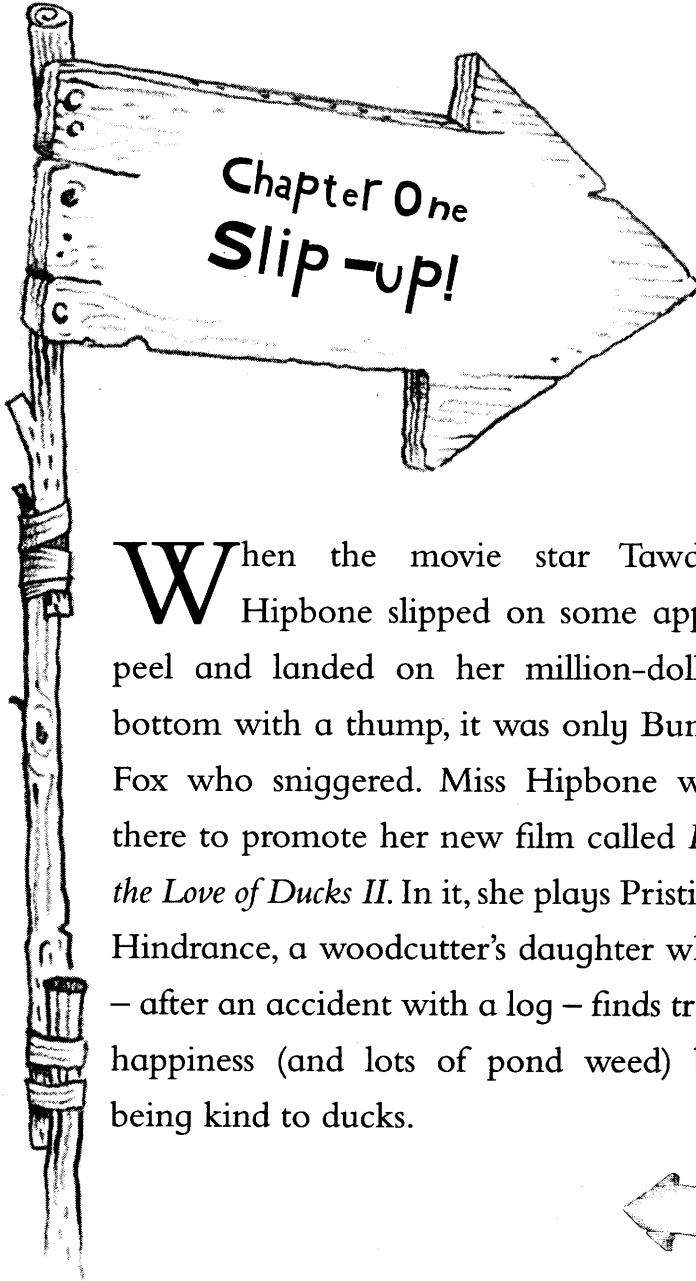 Chapter One
Slip-up!
When the movie star Tawd
Hipbone slipped on some app
peel and landed on her million-doll
bottom with a thump, it was only Bun
Fox who sniggered. Miss Hipbone w
there to promote her new film called
the Love of Ducks II. In it, she plays Pristi
Hindrance, a woodcutter’s daughter wh
– after an accident with a log – finds tr
happiness (and lots of pond weed)
being kind to ducks.